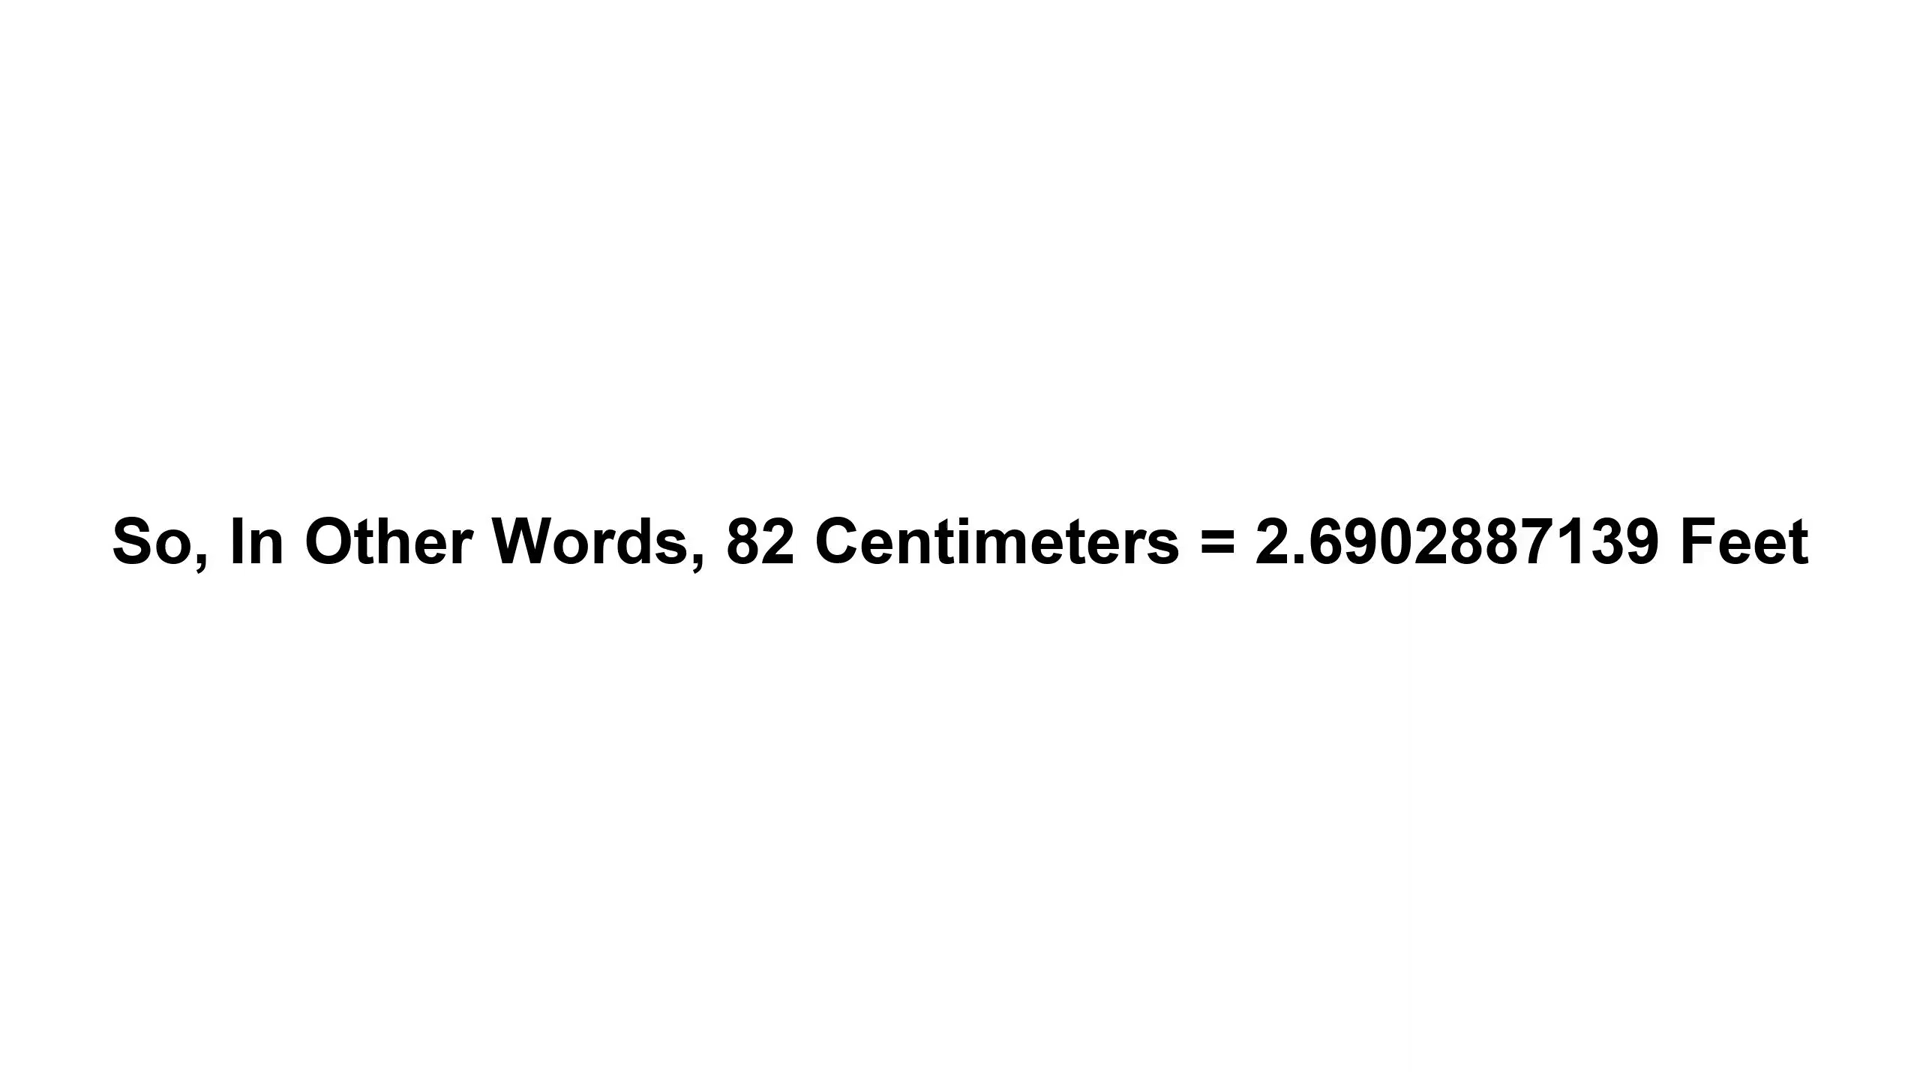 So, In Other Words, 82 Centimeters = 2.6902887139 Feet